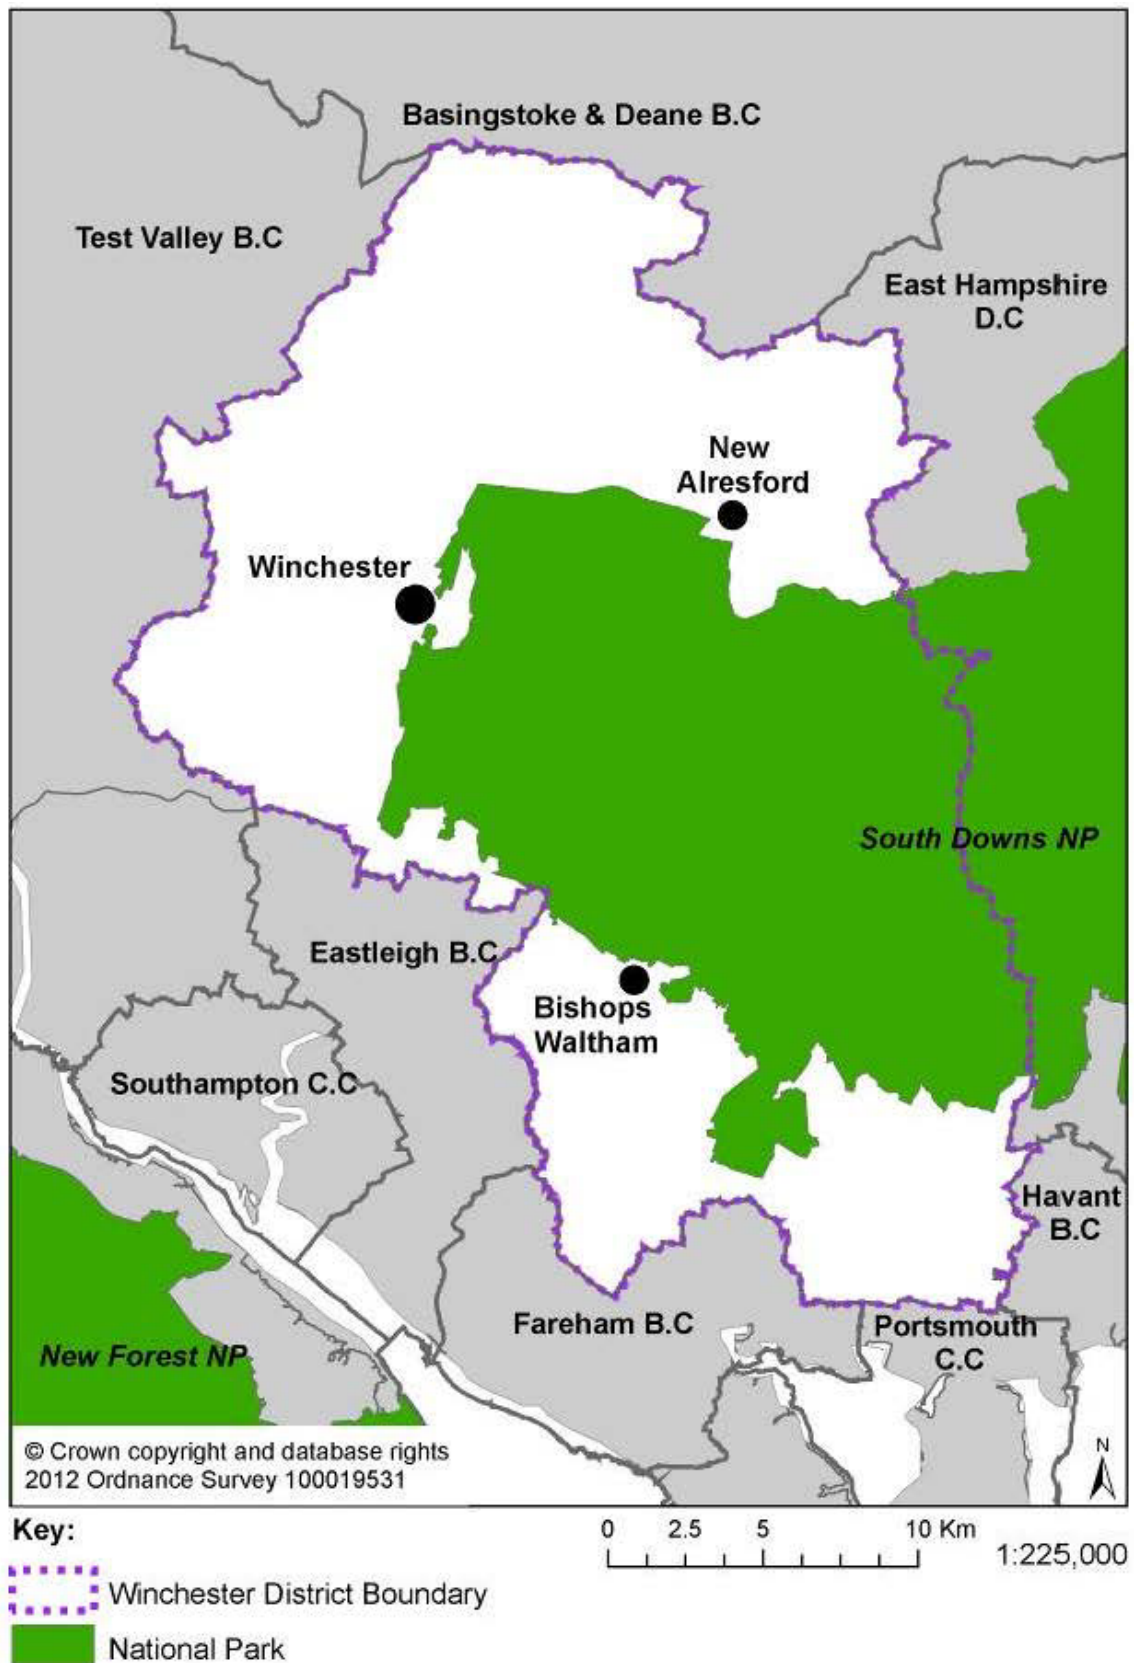 Basingstoke & Deane B.C
Test Valley B.C
East Hampshire
D.C
New
Alresford
Winchester
South Downs NP
Eastleigh B.C
Bishops
Waltham
Southampton C.C
Havant
B.C
Fareham B.C
Portsmouth
C.C
New Forest NP
© Crown copyright and database rights
2012 Ordnance Survey 100019531
N
Key:
0 2.5 5 10 Km
1:225,000
Winchester District Boundary
National Park